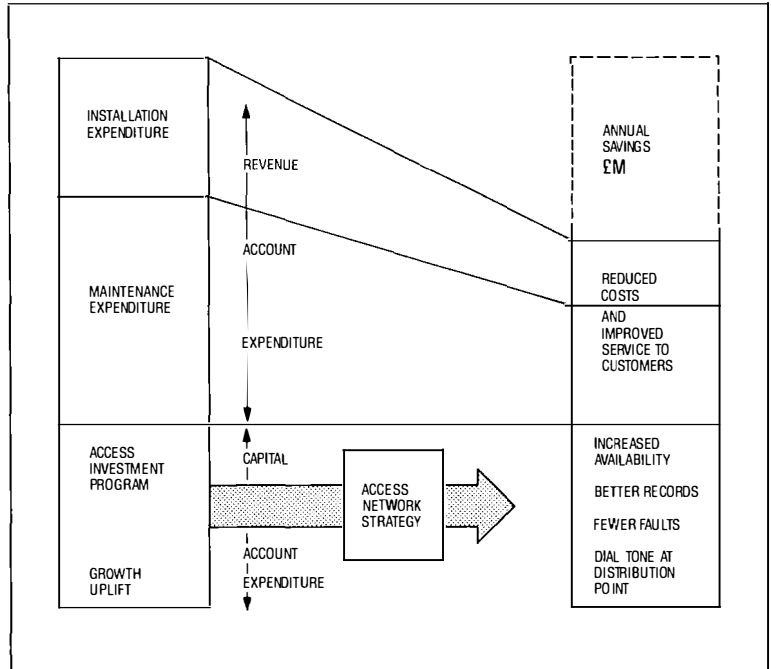 INSTALLATION
EXPENDITURE
MAINTENANCE
EXPENDITURE
ACCESS
INVESTMENT
PROGRAM
GROWTH
UPLIFT
REVENUE
ACCOUNT
EXPENDITURE
CAPITAL
ACCOUNT
EXPENDITURE
ACCESS
NETWORK
STRATEGY
ANNUAL
SAVINGS
£M
REDUCED
COSTS
AND
IMPROVED
SERVICE TO
CUSTOMERS
INCREASED
AVAILABILITY
BETTER RECORDS
FEWER FAULTS
DIAL TONE AT
DISTRIBUTION
POINT